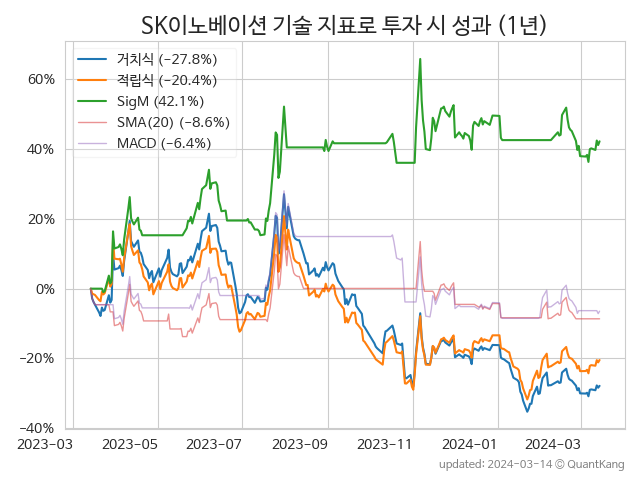 SK이노베이션 기술 지표로 투자 시 성과 (1년)
거치식 (−27.8%)
적립식 (−20.4%)
SigM (42.1%)
SMA(20) (−8.6%)
MACD (−6.4%)
60%
40%
20%
0%
−20%
−40%
2023-03 2023-05 2023-07 2023-09 2023-11 2024-01 2024-03
updated: 2024-03-14 © QuantKang